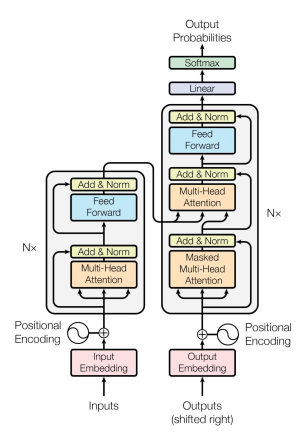 Output
Probabilities
Softmax
Linear
Add & Norm
Feed
Forward
Add & Norm
Multi-Head
Attention
Add & Norm
Masked
Multi-Head
Attention
Nx
Add & Norm
Feed
Forward
Add & Norm
Multi-Head
Attention
N×
Positional
Encoding
Positional
Encoding
Input
Embedding
Output
Embedding
Inputs
Outputs
(shifted right)